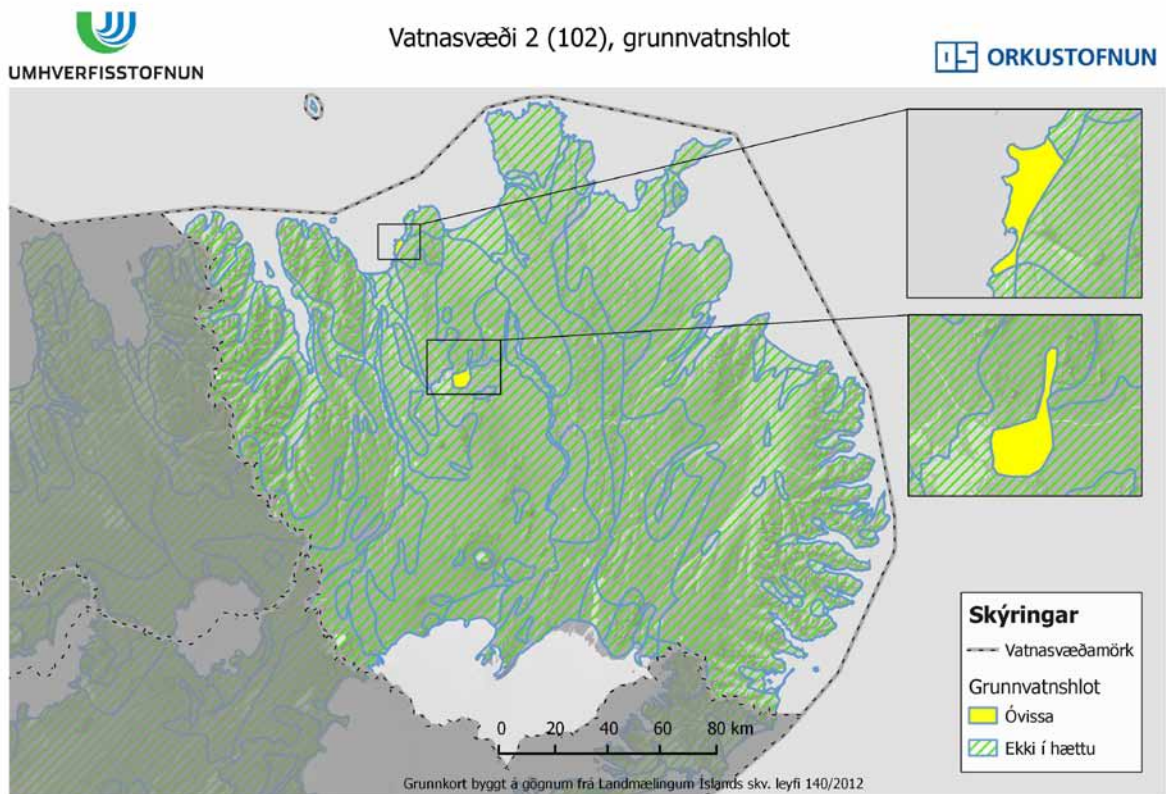 UMHVERFISSTOFNUN
Vatnasvæði 2 (102), grunnvatnshlot
OS ORKUSTOFNUN
Skýringar
Vatnasvæðamörk
Grunnvatnshlot
Óvissa
Ekki í hættu
0 20 40 60 80 km
Grunnkort byggt á gögnum frá Landmælingum Íslands skv. leyfi 140/2012